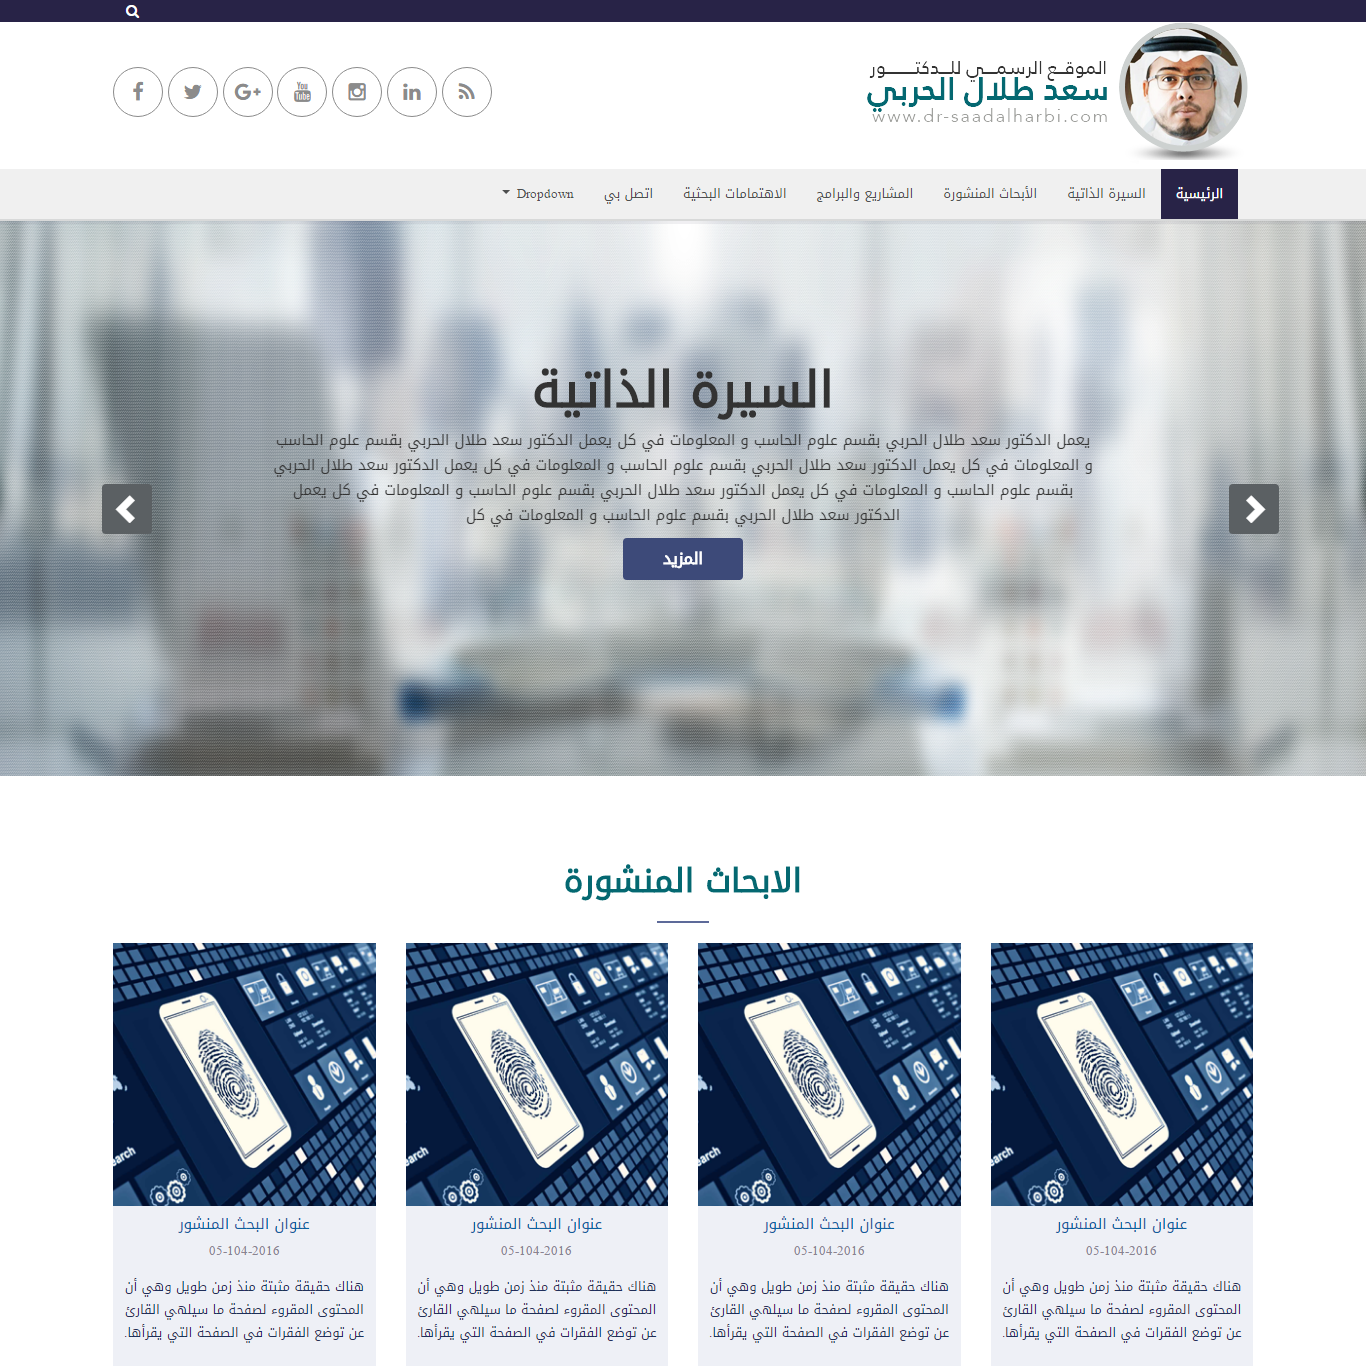 الموقع الرسمي للدكتور
سعد طلال الحربي
www.dr-saadalharbi.com
الرئيسية
السيرة الذاتية
الأبحاث المنشورة
المشاريع والبرامج
الاهتمامات البحثية
اتصل بي
Dropdown
السيرة الذاتية
يعمل الدكتور سعد طلال الحربي بقسم علوم الحاسب و المعلومات في كل يعمل الدكتور سعد طلال الحربي بقسم علوم الحاسب
و المعلومات في كل يعمل الدكتور سعد طلال الحربي بقسم علوم الحاسب و المعلومات في كل يعمل الدكتور سعد طلال الحربي
بقسم علوم الحاسب و المعلومات في كل يعمل الدكتور سعد طلال الحربي بقسم علوم الحاسب و المعلومات في كل يعمل
الدكتور سعد طلال الحربي بقسم علوم الحاسب و المعلومات في كل
المزيد
الابحاث المنشورة
عنوان البحث المنشور
05-104-2016
هناك حقيقة مثبتة منذ زمن طويل وهي أن
المحتوى المقروء لصفحة ما سيلهي القارئ
عن توضع الفقرات في الصفحة التي يقرأها.
عنوان البحث المنشور
05-104-2016
هناك حقيقة مثبتة منذ زمن طويل وهي أن
المحتوى المقروء لصفحة ما سيلهي القارئ
عن توضع الفقرات في الصفحة التي يقرأها.
عنوان البحث المنشور
05-104-2016
هناك حقيقة مثبتة منذ زمن طويل وهي أن
المحتوى المقروء لصفحة ما سيلهي القارئ
عن توضع الفقرات في الصفحة التي يقرأها.
عنوان البحث المنشور
05-104-2016
هناك حقيقة مثبتة منذ زمن طويل وهي أن
المحتوى المقروء لصفحة ما سيلهي القارئ
عن توضع الفقرات في الصفحة التي يقرأها.